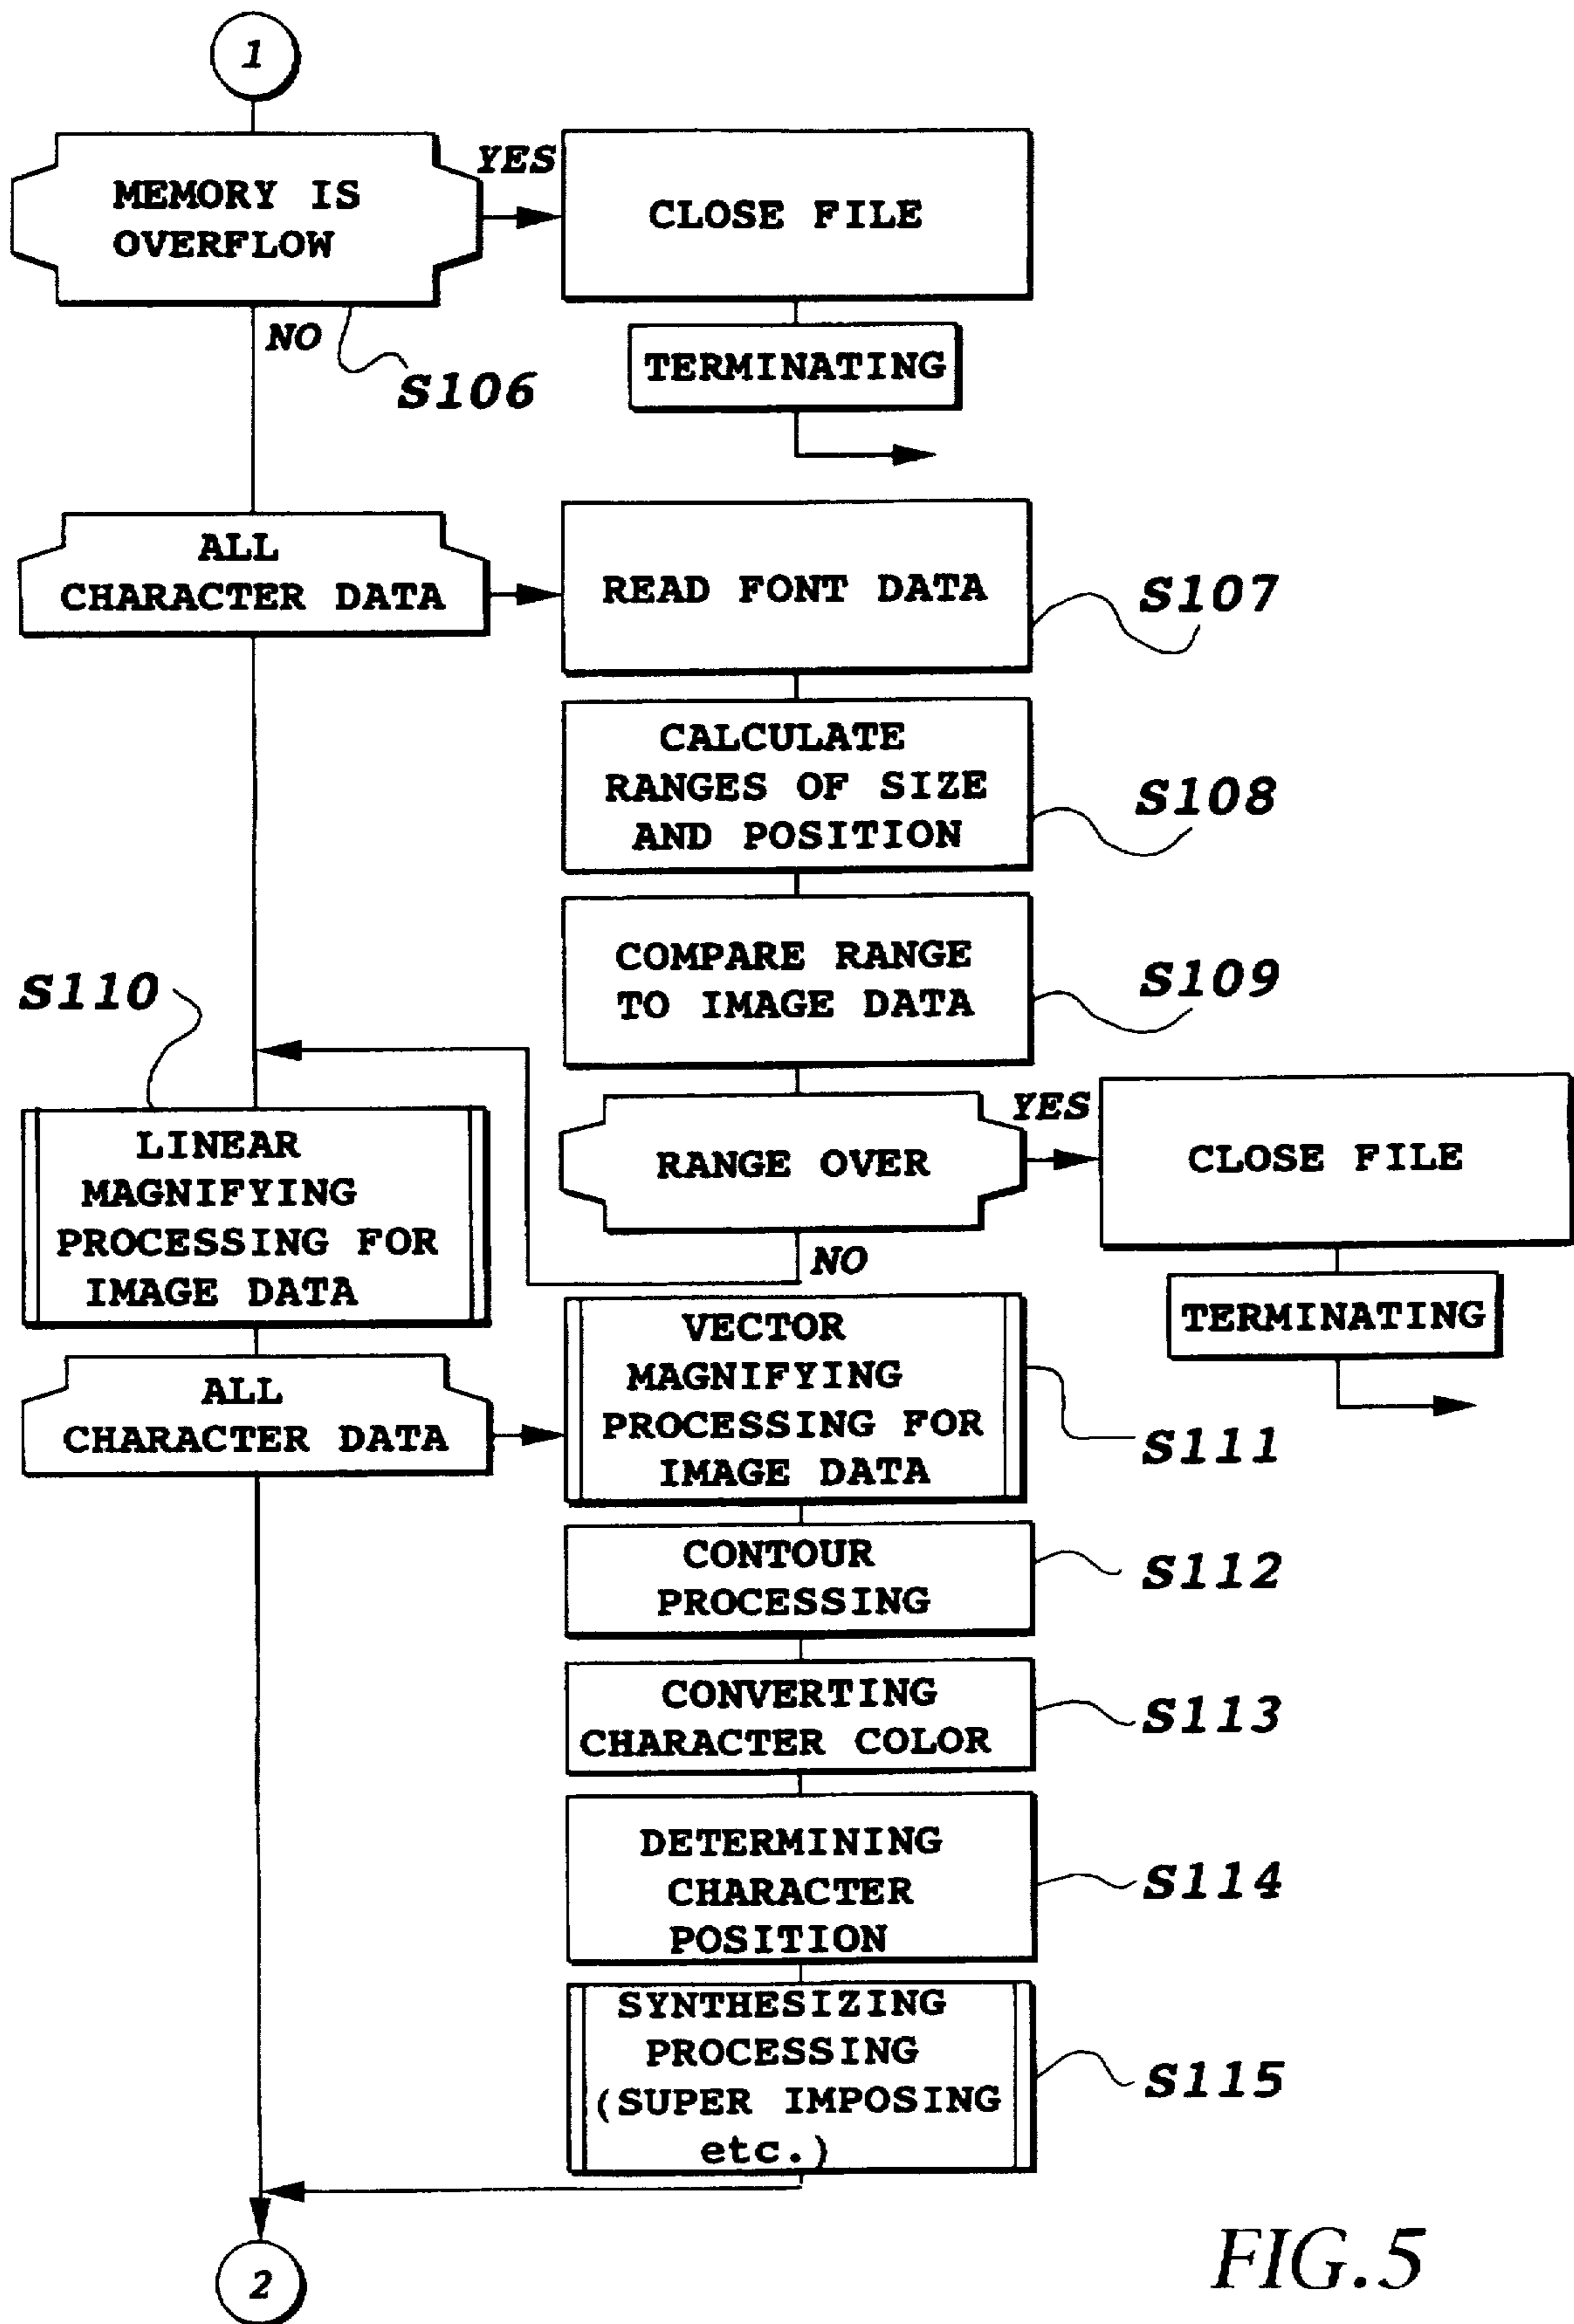 1
MEMORY IS
OVERFLOW
YES
CLOSE FILE
NO
S106
TERMINATING
ALL
CHARACTER DATA
READ FONT DATA
S107
CALCULATE
RANGES OF SIZE
AND POSITION
S108
COMPARE RANGE
TO IMAGE DATA
S109
S110
LINEAR
MAGNIFYING
PROCESSING FOR
IMAGE DATA
RANGE OVER
YES
CLOSE FILE
NO
TERMINATING
ALL
CHARACTER DATA
VECTOR
MAGNIFYING
PROCESSING FOR
IMAGE DATA
S111
CONTOUR
PROCESSING
S112
CONVERTING
CHARACTER COLOR
S113
DETERMINING
CHARACTER
POSITION
S114
SYNTHESIZING
PROCESSING
(SUPER IMPOSING
etc.)
S115
2
FIG.5